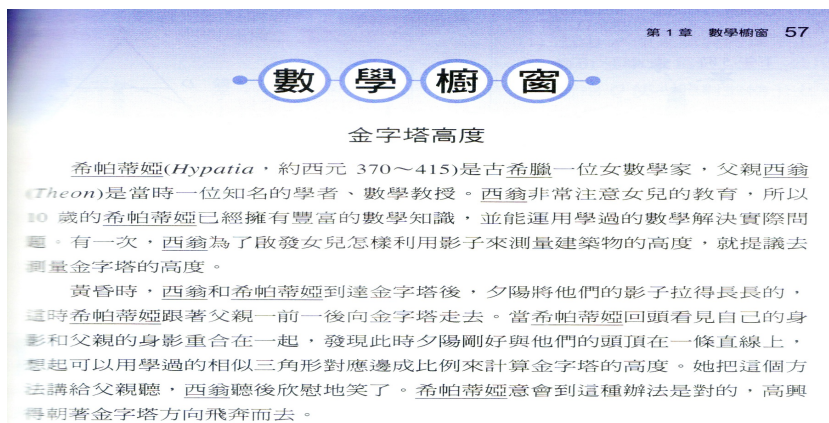 第 1 章 數學櫥窗 57
數學櫥窗
金字塔高度
希帕蒂婭(Hypatia,約西元 370~415)是古希臘一位女數學家,父親西翁
(Theon)是當時一位知名的學者、數學教授。西翁非常注意女兒的教育,所以
10 歲的希帕蒂婭已經擁有豐富的數學知識,並能運用學過的數學解決實際問
題。有一次,西翁為了啟發女兒怎樣利用影子來測量建築物的高度,就提議去
測量金字塔的高度。
黃昏時,西翁和希帕蒂婭到達金字塔後,夕陽將他們的影子拉得長長的,
這時希帕蒂婭跟著父親一前一後向金字塔走去。當希帕蒂婭回頭看見自己的身
影和父親的身影重合在一起,發現此時夕陽剛好與他們的頭頂在一條直線上,
想起可以用學過的相似三角形對應邊成比例來計算金字塔的高度。她把這個方
法講給父親聽,西翁聽後欣慰地笑了。希帕蒂婭意會到這種辦法是對的,高興
得朝著金字塔方向飛奔而去。